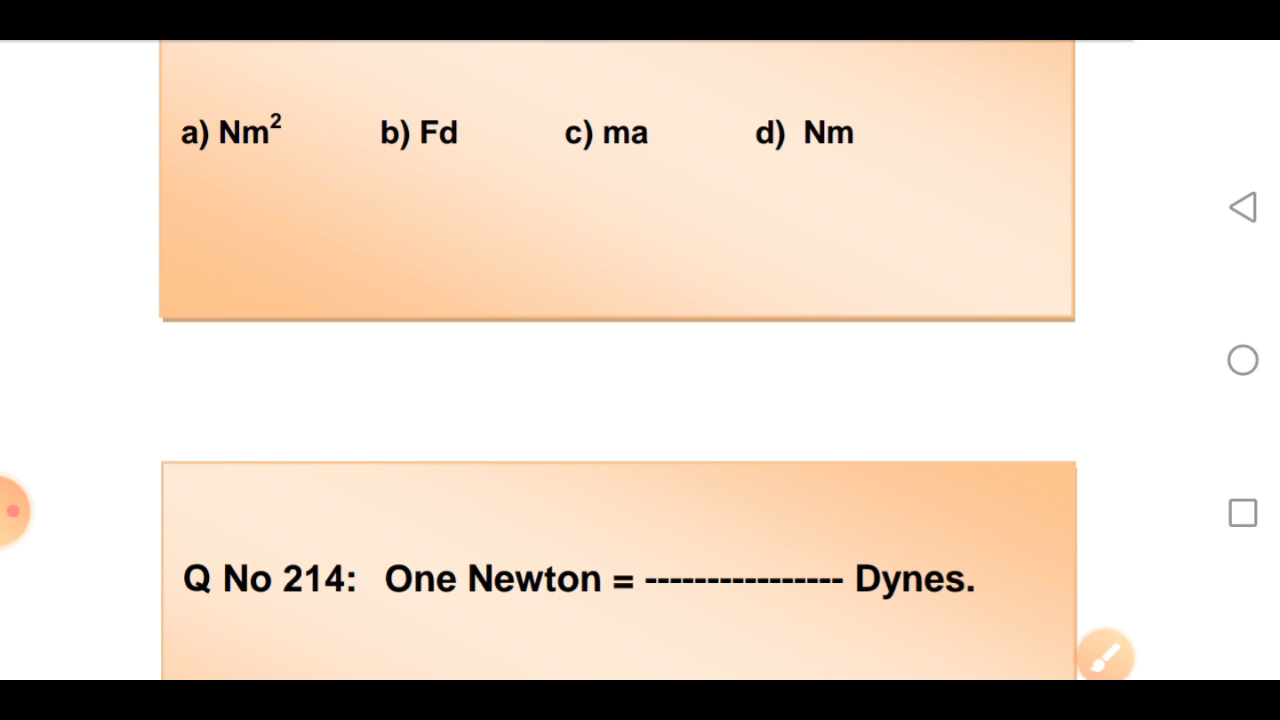 a) Nm² b) Fd c) ma d) Nm
Q No 214: One Newton = ---------------- Dynes.